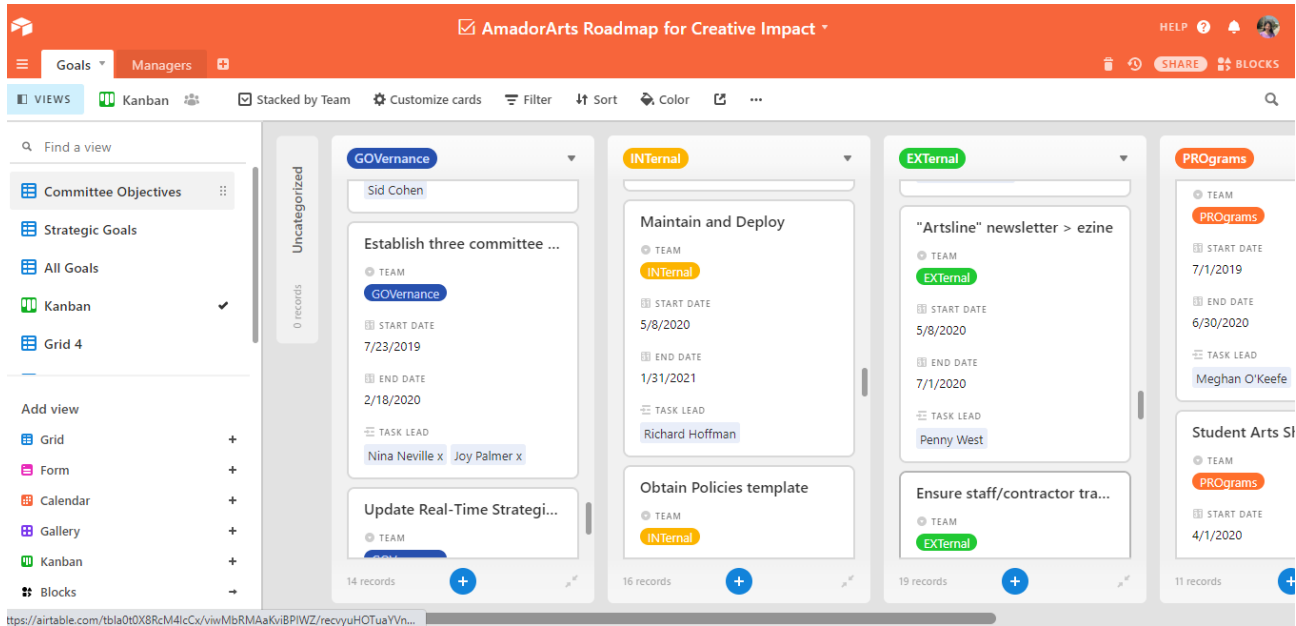 AmadorArts Roadmap for Creative Impact
HELP
Goals
Managers
SHARE
BLOCKS
VIEWS
Kanban
Stacked by Team
Customize cards
Filter
Sort
Color
...
Find a view
Committee Objectives
Strategic Goals
All Goals
Kanban
Grid 4
Add view
Grid +
Form +
Calendar +
Gallery +
Kanban +
Blocks
Uncategorized
0 records
GOVernance
Sid Cohen
Establish three committee ...
TEAM
GOVernance
START DATE
7/23/2019
END DATE
2/18/2020
TASK LEAD
Nina Neville x Joy Palmer x
Update Real-Time Strategi...
TEAM
GOVernance
14 records
INTernal
Maintain and Deploy
TEAM
INTernal
START DATE
5/8/2020
END DATE
1/31/2021
TASK LEAD
Richard Hoffman
Obtain Policies template
TEAM
INTernal
16 records
EXTernal
"Artsline" newsletter > ezine
TEAM
EXTernal
START DATE
5/8/2020
END DATE
7/1/2020
TASK LEAD
Penny West
Ensure staff/contractor tra...
TEAM
EXTernal
19 records
PROgrams
TEAM
PROgrams
START DATE
7/1/2019
END DATE
6/30/2020
TASK LEAD
Meghan O'Keefe
Student Arts Sh
TEAM
PROgrams
START DATE
4/1/2020
11 records
ttps://airtable.com/tbla0t0X8RcM4IcCx/viwMbRMAaKviBPIWZ/recvyuHOTuaYVn...